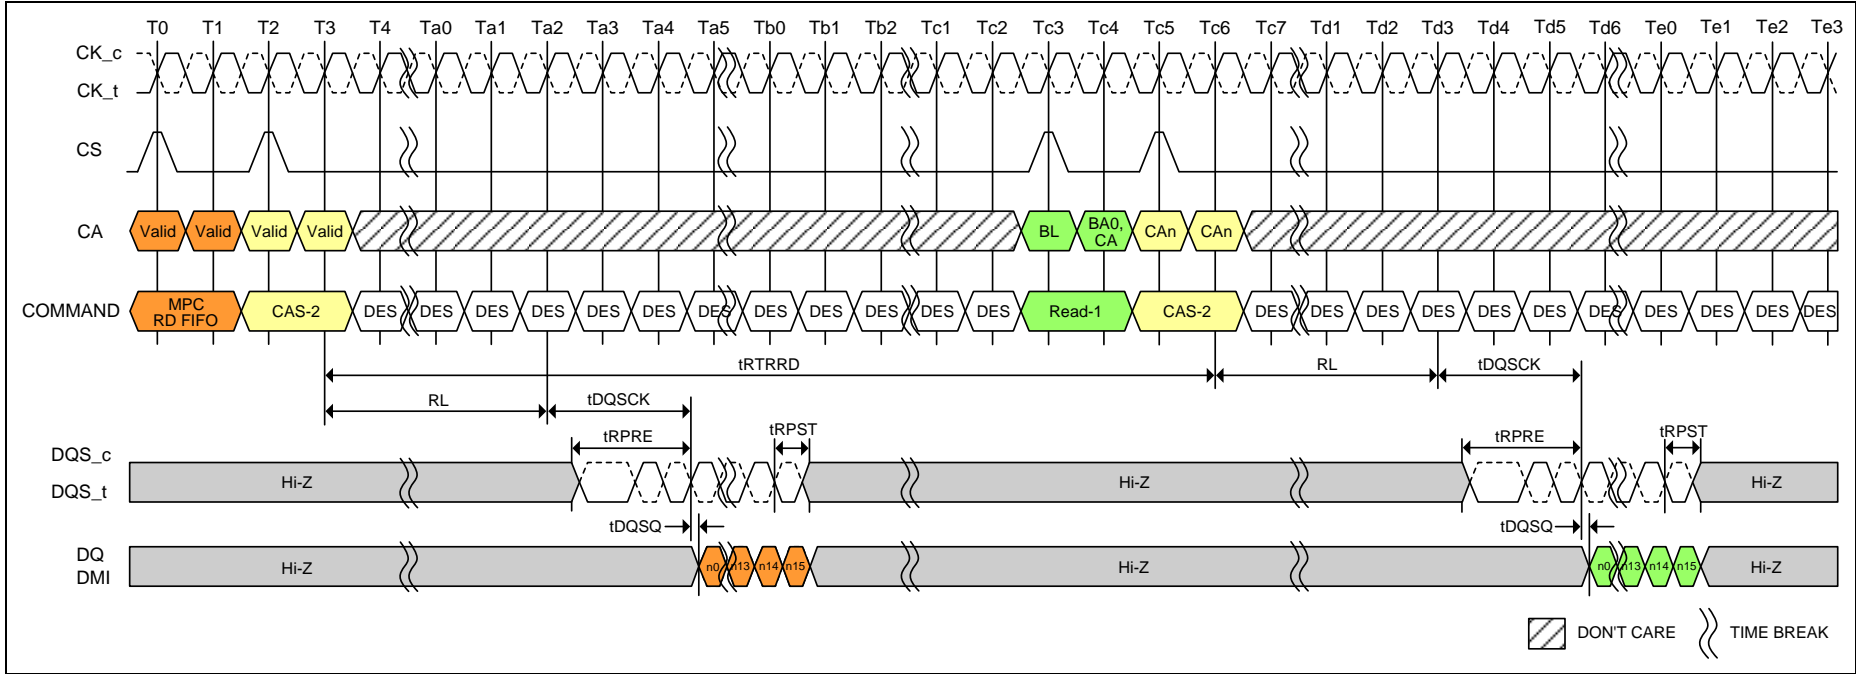 T0 T1 T2 T3 T4 Ta0 Ta1 Ta2 Ta3 Ta4 Ta5 Tb0 Tb1 Tb2 Tc1 Tc2 Tc3 Tc4 Tc5 Tc6 Tc7 Td1 Td2 Td3 Td4 Td5 Td6 Te0 Te1 Te2 Te3
CK_c
CK_t
CS
CA Valid Valid Valid Valid BL BA0, CA CAn CAn
COMMAND MPC RD FIFO CAS-2 DES DES DES DES DES DES DES DES DES DES DES DES Read-1 CAS-2 DES DES DES DES DES DES DES DES DES DES DES
tRTRRD RL tDQSCK
RL tDQSCK
tRPRE tRPST tRPRE tRPST
DQS_c
DQS_t
Hi-Z Hi-Z Hi-Z
tDQSQ tDQSQ
DQ
DMI
Hi-Z n0 n13 n14 n15 Hi-Z n0 n13 n14 n15 Hi-Z
DON'T CARE TIME BREAK